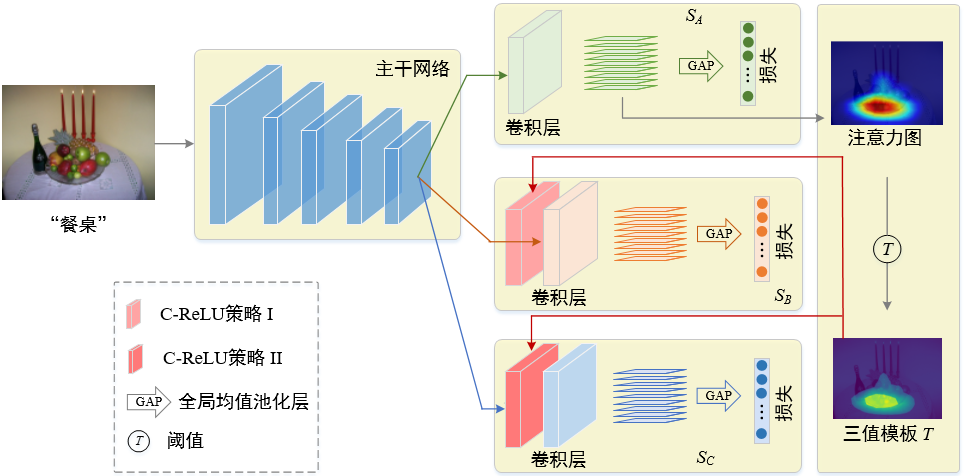 “餐桌”
主干网络
S_A
卷积层
GAP
损失
注意力图
T
三值模板 T
卷积层
GAP
损失
S_B
卷积层
GAP
损失
S_C
C-ReLU策略 I
C-ReLU策略 II
GAP 全局均值池化层
T 阈值